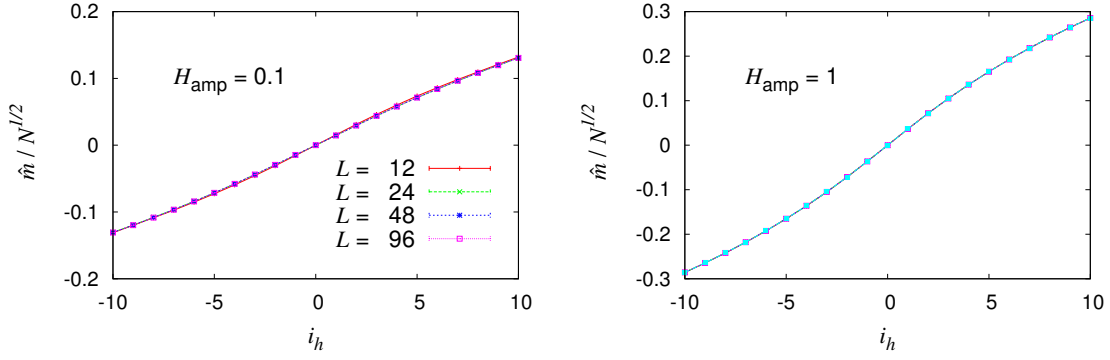 0.2
0.1
0
-0.1
-0.2
m̂ / N^{1/2}
H_amp = 0.1
L = 12
L = 24
L = 48
L = 96
-10 -5 0 5 10
i_h
0.3
0.2
0.1
0.0
-0.1
-0.2
-0.3
m̂ / N^{1/2}
H_amp = 1
-10 -5 0 5 10
i_h